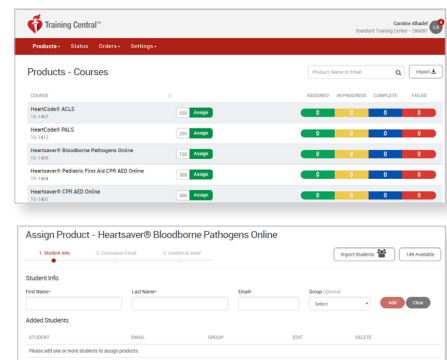 Training Central™
Caroline Alhadef
Standard Training Center - 596687
Products Status Orders Settings
Products - Courses
Product, Name or Email
Import
COURSE ASSIGNED IN PROGRESS COMPLETE FAILED
HeartCode® ACLS
15-1407
Assign 0 0 0 0
HeartCode® PALS
15-1412
250 Assign 0 0 0 0
Heartsaver® Bloodborne Pathogens Online
15-1405
150 Assign 0 0 0 0
Heartsaver® Pediatric First Aid CPR AED Online
15-1404
300 Assign 0 0 0 0
Heartsaver® CPR AED Online
15-1401
300 Assign 0 0 0 0
Assign Product - Heartsaver® Bloodborne Pathogens Online
1. Student Info 2. Customize Email 3. Confirm & Send
Import Students
149 Available
Student Info
First Name* Last Name* Email* Group (Optional)
Select Add Clear
Added Students
STUDENT EMAIL GROUP EDIT DELETE
Please add one or more students to assign products.